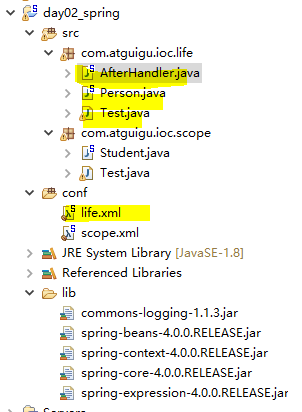 day02_spring
src
com.atguigu.ioc.life
AfterHandler.java
Person.java
Test.java
com.atguigu.ioc.scope
Student.java
Test.java
conf
life.xml
scope.xml
JRE System Library [JavaSE-1.8]
Referenced Libraries
lib
commons-logging-1.1.3.jar
spring-beans-4.0.0.RELEASE.jar
spring-context-4.0.0.RELEASE.jar
spring-core-4.0.0.RELEASE.jar
spring-expression-4.0.0.RELEASE.jar